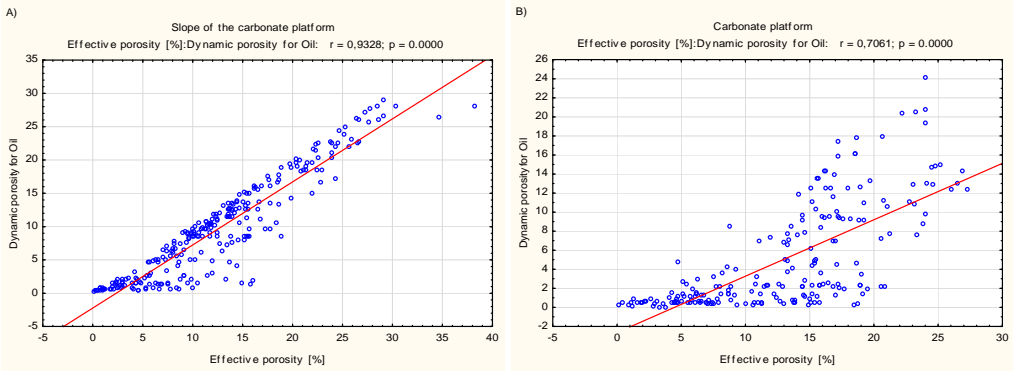 A)
Slope of the carbonate platform
Effective porosity [%]:Dynamic porosity for Oil: r = 0,9328; p = 0.0000
35
30
25
20
15
10
5
0
-5
Dynamic porosity for Oil
-5 0 5 10 15 20 25 30 35 40
Effective porosity [%]
B)
Carbonate platform
Effective porosity [%]:Dynamic porosity for Oil: r = 0,7061; p = 0.0000
26
24
22
20
18
16
14
12
10
8
6
4
2
0
-2
Dynamic porosity for Oil
-5 0 5 10 15 20 25 30
Effective porosity [%]